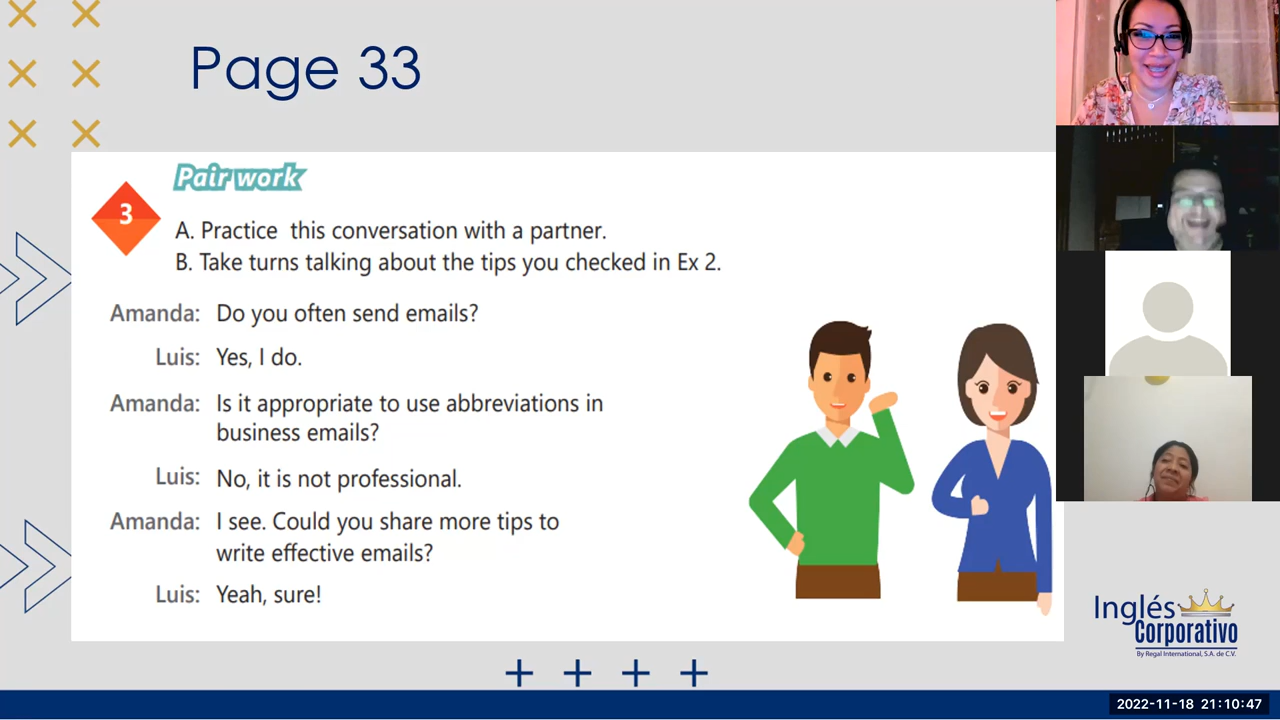 Page 33
Pair work
3
A. Practice this conversation with a partner.
B. Take turns talking about the tips you checked in Ex 2.
Amanda: Do you often send emails?
Luis: Yes, I do.
Amanda: Is it appropriate to use abbreviations in
business emails?
Luis: No, it is not professional.
Amanda: I see. Could you share more tips to
write effective emails?
Luis: Yeah, sure!
Inglés
Corporativo
By Regal International, S.A. de C.V.
2022-11-18 21:10:47